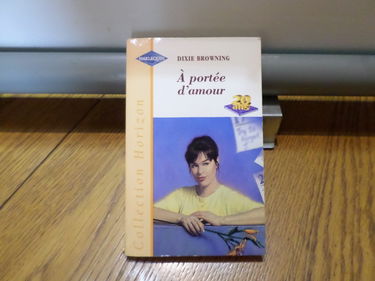 HARLEQUIN
DIXIE BROWNING
À portée
d'amour
20
ans
Collection Horizon